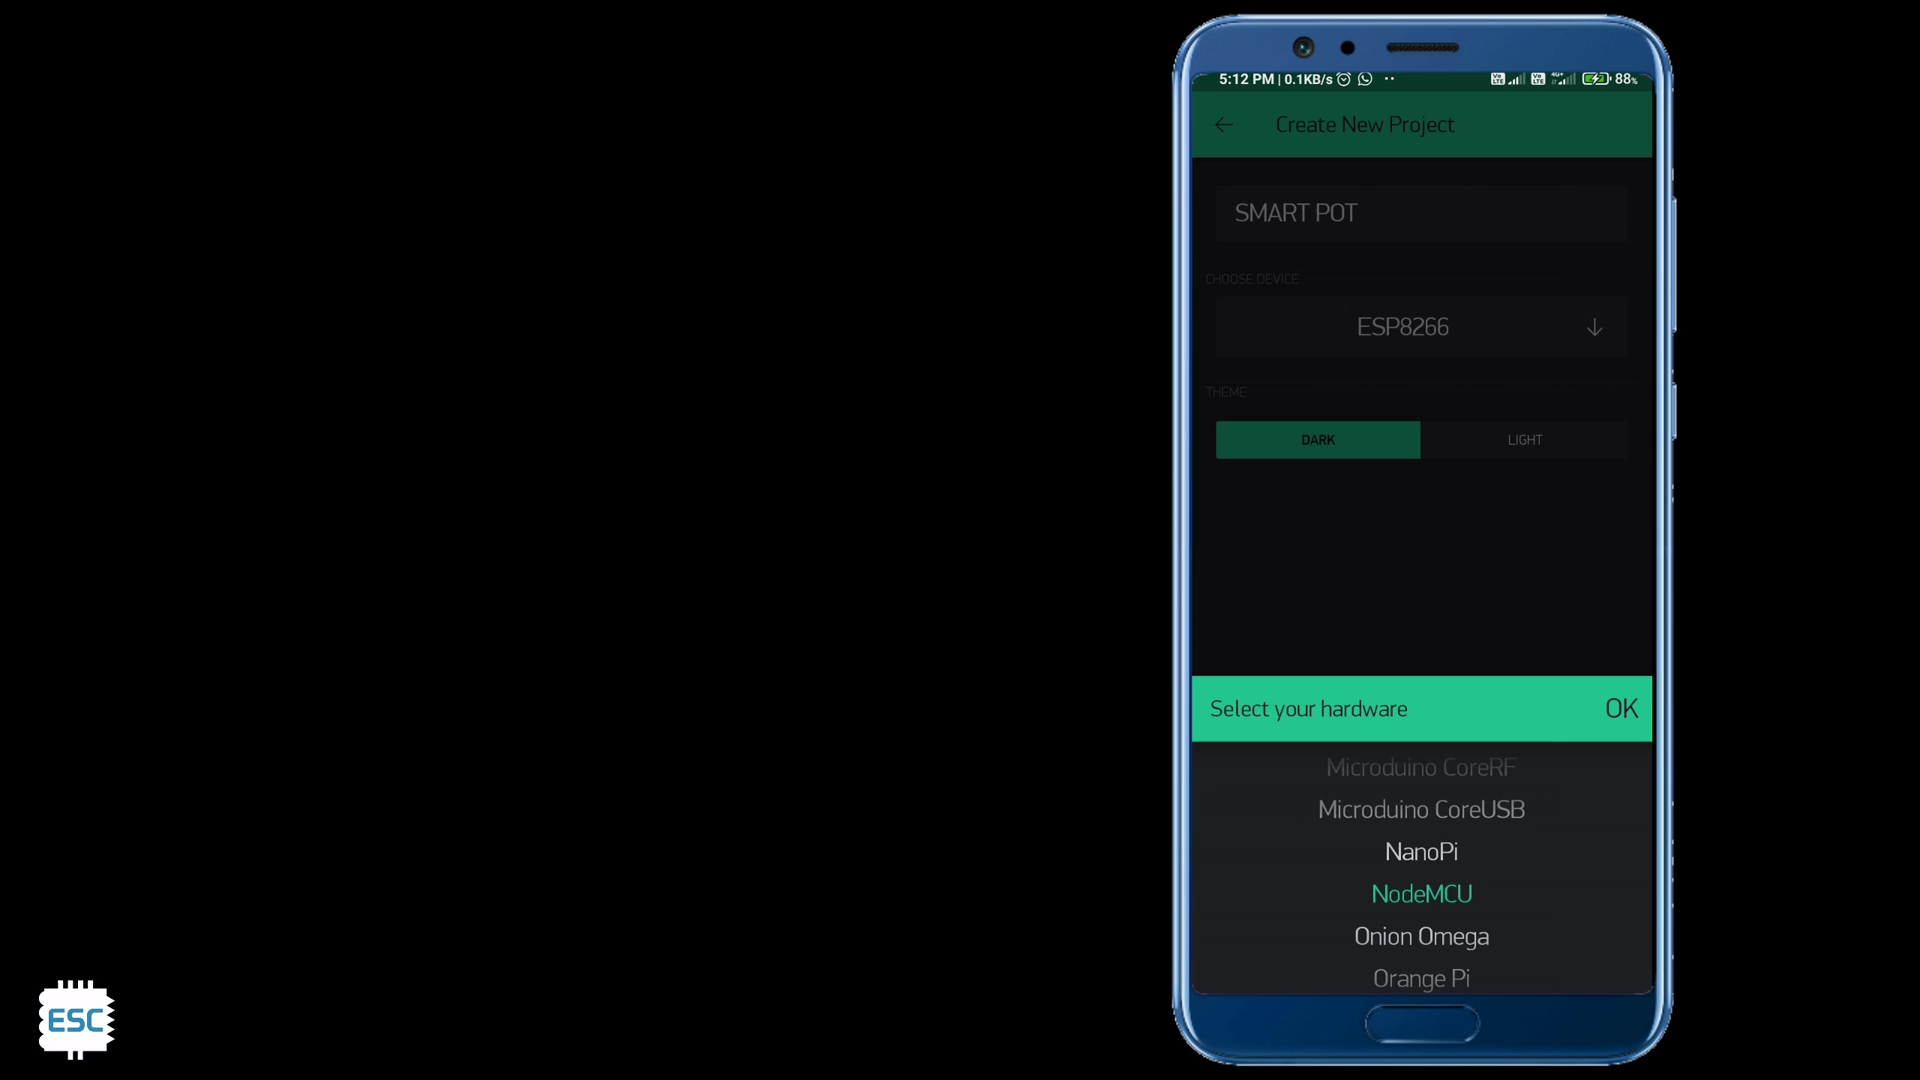 5:12 PM | 0.1KB/s
88%
Create New Project
SMART POT
CHOOSE DEVICE
ESP8266
THEME
DARK
LIGHT
Select your hardware
OK
Microduino CoreRF
Microduino CoreUSB
NanoPi
NodeMCU
Onion Omega
Orange Pi
ESC